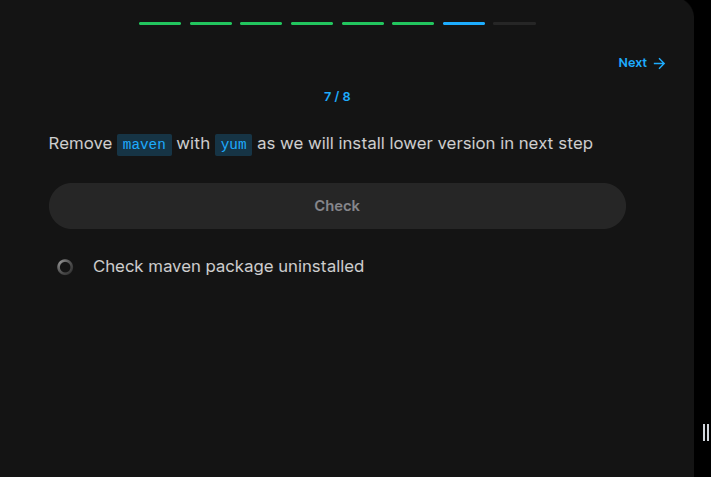 Next →
7 / 8
Remove maven with yum as we will install lower version in next step
Check
Check maven package uninstalled